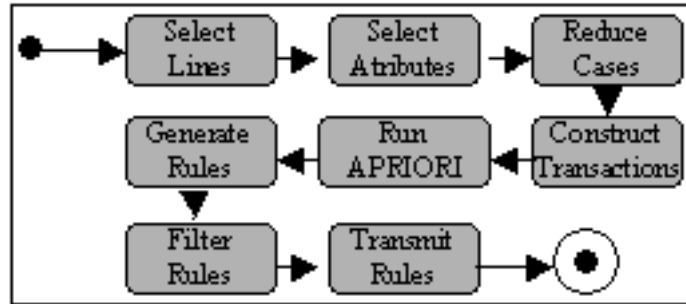 Select
Lines
Select
Atributes
Reduce
Cases
Construct
Transactions
Run
APRIORI
Generate
Rules
Filter
Rules
Transmit
Rules